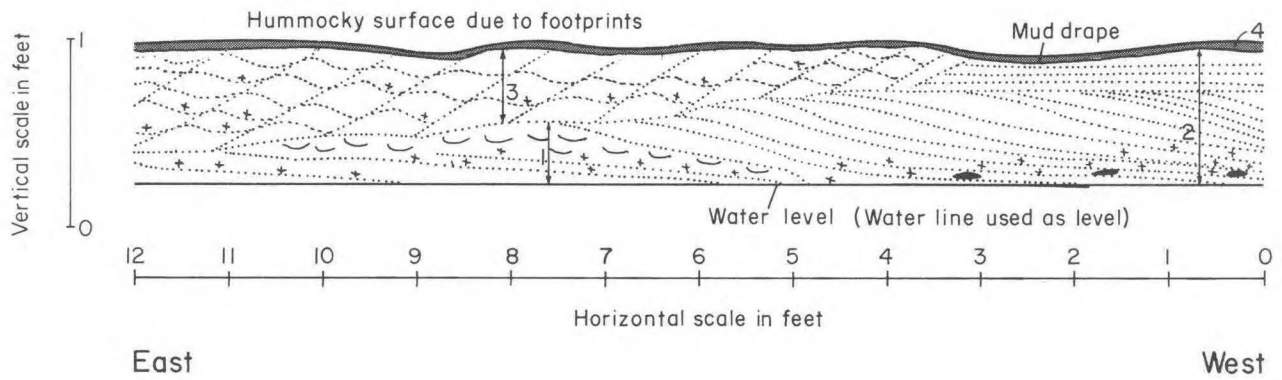 Hummocky surface due to footprints
Mud drape
4
Vertical scale in feet
1
0
3
1
2
Water level (Water line used as level)
12 11 10 9 8 7 6 5 4 3 2 1 0
Horizontal scale in feet
East West